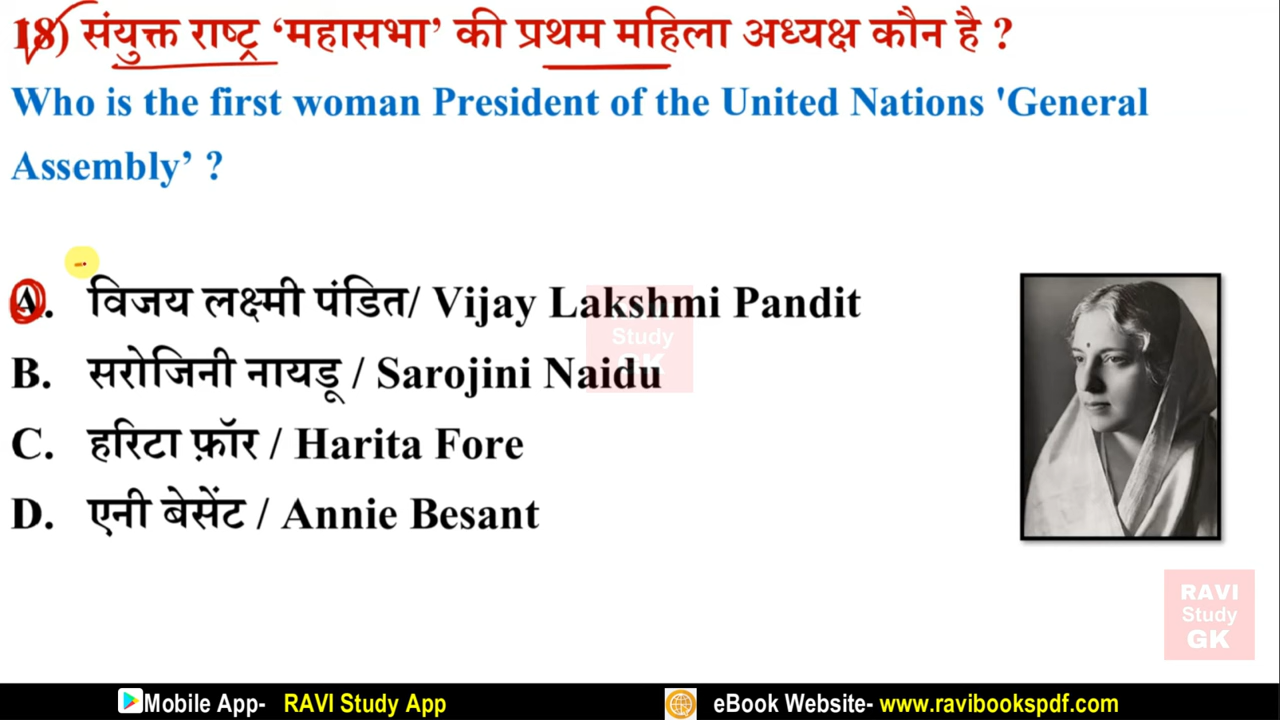 18) संयुक्त राष्ट्र ‘महासभा’ की प्रथम महिला अध्यक्ष कौन है ?
Who is the first woman President of the United Nations 'General
Assembly’ ?
A. विजय लक्ष्मी पंडित/ Vijay Lakshmi Pandit
B. सरोजिनी नायडू / Sarojini Naidu
C. हरिटा फ़ॉर / Harita Fore
D. एनी बेसेंट / Annie Besant
Study
GK
RAVI
Study
GK
Mobile App- RAVI Study App
eBook Website- www.ravibookspdf.com